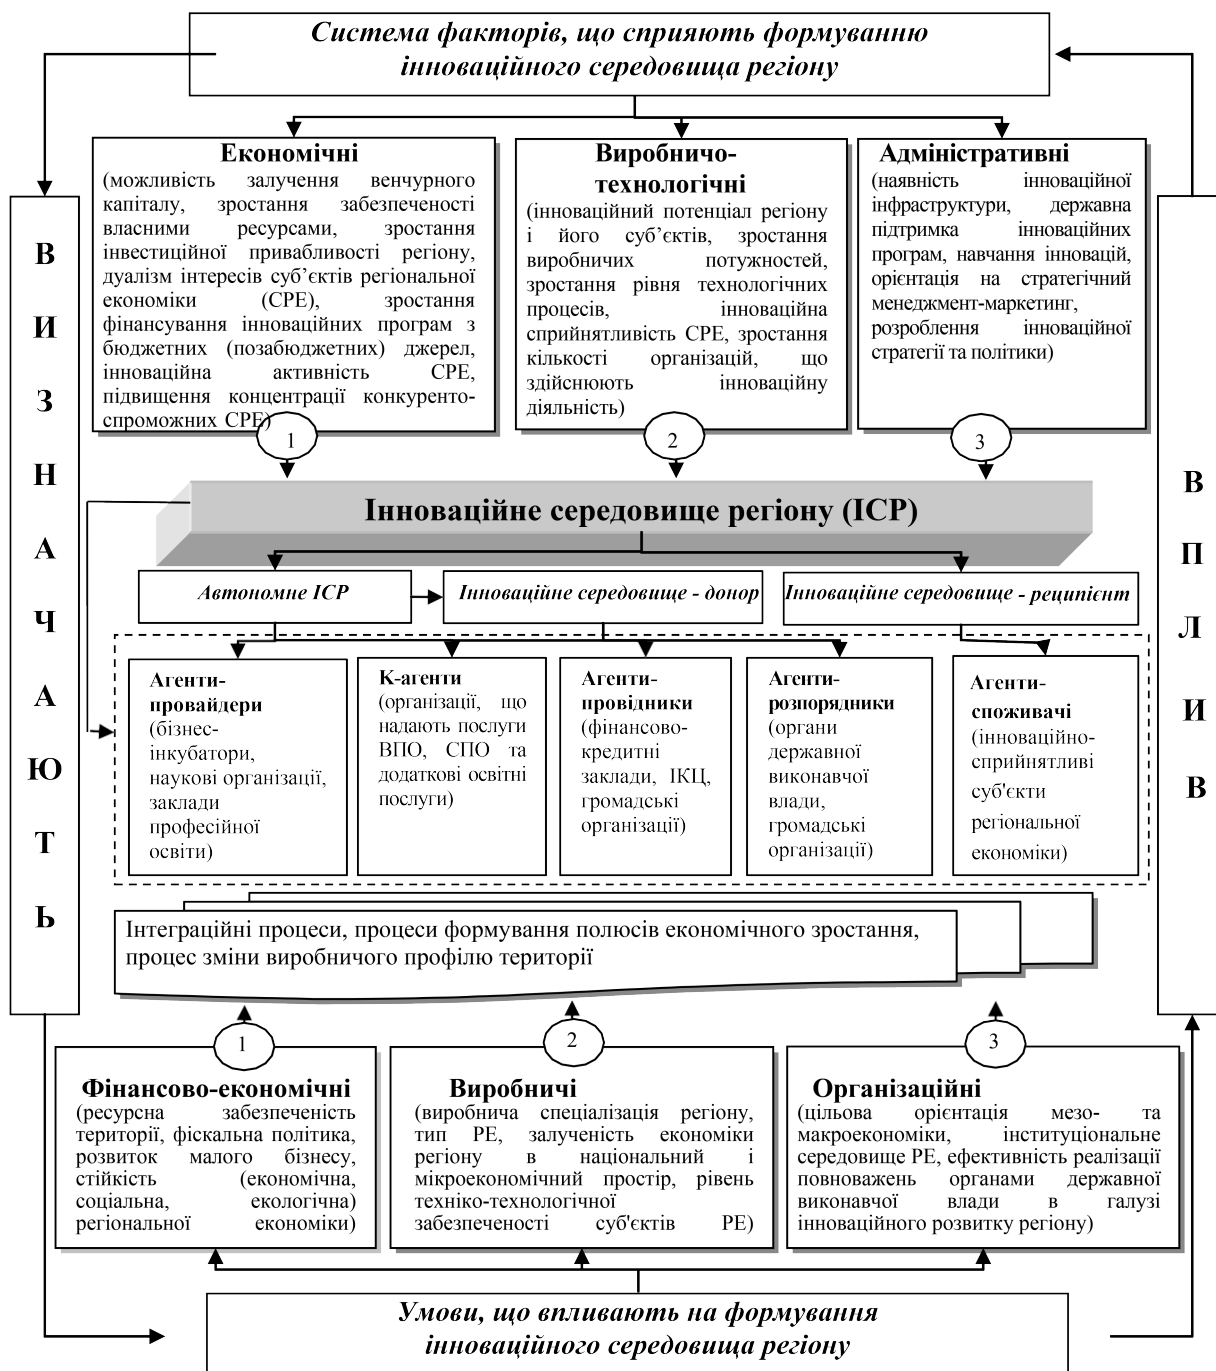 Система факторів, що сприяють формуванню
інноваційного середовища регіону
Економічні
(можливість залучення венчурного
капіталу, зростання забезпеченості
власними ресурсами, зростання
інвестиційної привабливості регіону,
дуалізм інтересів суб’єктів регіональної
економіки (СРЕ), зростання
фінансування інноваційних програм з
бюджетних (позабюджетних) джерел,
інноваційна активність СРЕ,
підвищення концентрації конкуренто-
спроможних СРЕ)
1
Виробничо-
технологічні
(інноваційний потенціал регіону
і його суб’єктів, зростання
виробничих потужностей,
зростання рівня технологічних
процесів, інноваційна
сприйнятливість СРЕ, зростання
кількості організацій, що
здійснюють інноваційну
діяльність)
2
Адміністративні
(наявність інноваційної
інфраструктури, державна
підтримка інноваційних
програм, навчання інновацій,
орієнтація на стратегічний
менеджмент-маркетинг,
розроблення інноваційної
стратегії та політики)
3
В
И
З
Н
А
Ч
А
Ю
Т
Ь
В
П
Л
И
В
Інноваційне середовище регіону (ІСР)
Автономне ІСР
Інноваційне середовище - донор
Інноваційне середовище - реципієнт
Агенти-
провайдери
(бізнес-
інкубатори,
наукові організації,
заклади
професійної
освіти)
К-агенти
(організації, що
надають послуги
ВПО, СПО та
додаткові освітні
послуги)
Агенти-
провідники
(фінансово-
кредитні
заклади, ІКЦ,
громадські
організації)
Агенти-
розпорядники
(органи
державної
виконавчої
влади,
громадські
організації)
Агенти-
споживачі
(інноваційно-
сприйнятливі
суб'єкти
регіональної
економіки)
Інтеграційні процеси, процеси формування полюсів економічного зростання,
процес зміни виробничого профілю території
1
Фінансово-економічні
(ресурсна забезпеченість
території, фіскальна політика,
розвиток малого бізнесу,
стійкість (економічна,
соціальна, екологічна)
регіональної економіки)
2
Виробничі
(виробнича спеціалізація регіону,
тип РЕ, залученість економіки
регіону в національний і
мікроекономічний простір, рівень
техніко-технологічної
забезпеченості суб'єктів РЕ)
3
Організаційні
(цільова орієнтація мезо- та
макроекономіки, інституціональне
середовище РЕ, ефективність реалізації
повноважень органами державної
виконавчої влади в галузі
інноваційного розвитку регіону)
Умови, що впливають на формування
інноваційного середовища регіону